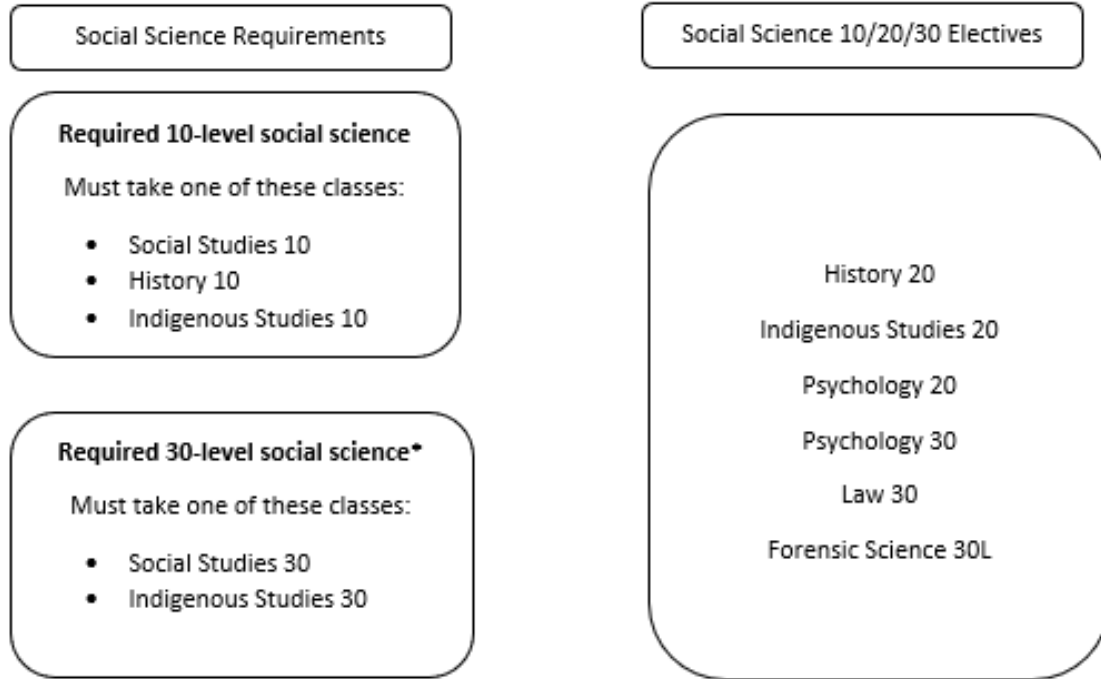 Social Science Requirements
Required 10-level social science
Must take one of these classes:
• Social Studies 10
• History 10
• Indigenous Studies 10
Required 30-level social science*
Must take one of these classes:
• Social Studies 30
• Indigenous Studies 30
Social Science 10/20/30 Electives
History 20
Indigenous Studies 20
Psychology 20
Psychology 30
Law 30
Forensic Science 30L